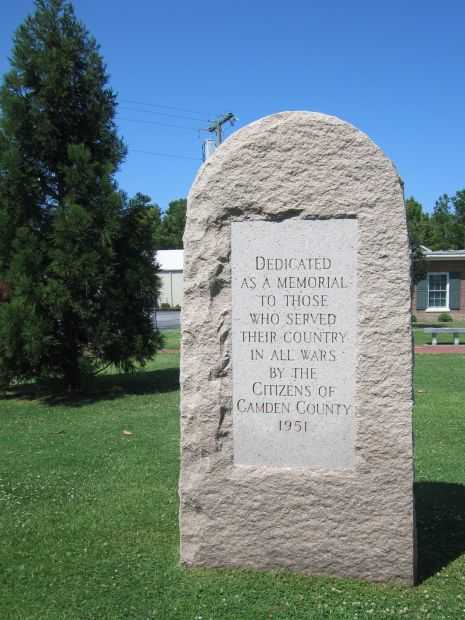 DEDICATED
AS A MEMORIAL
TO THOSE
WHO SERVED
THEIR COUNTRY
IN ALL WARS
BY THE
CITIZENS OF
CAMDEN COUNTY
1951